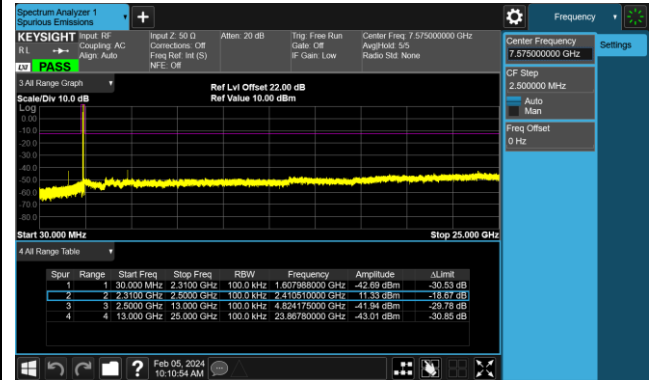 Spectrum Analyzer 1
Spurious Emissions
+
Frequency
KEYSIGHT Input: RF Input Z: 50 Ω Atten: 20 dB Trig: Free Run Center Freq: 7.575000000 GHz
RL Coupling: AC Corrections: Off Gate: Off Avg|Hold: 5/5
Align: Auto Freq Ref: Int (S) IF Gain: Low Radio Std: None
LXI PASS NFE: Off
3 All Range Graph
Ref Lvl Offset 22.00 dB
Scale/Div 10.0 dB Ref Value 10.00 dBm
Log
0.00
-10.0
-20.0
-30.0
-40.0
-50.0
-60.0
-70.0
-80.0
Start 30.000 MHz Stop 25.000 GHz
4 All Range Table
Spur Range Start Freq Stop Freq RBW Frequency Amplitude ΔLimit
1 1 30.000 MHz 2.3100 GHz 100.0 kHz 1.607988000 GHz -42.69 dBm -30.53 dB
2 2 2.3100 GHz 2.5000 GHz 100.0 kHz 2.410510000 GHz 11.33 dBm -18.67 dB
3 3 2.5000 GHz 13.000 GHz 100.0 kHz 4.824175000 GHz -41.94 dBm -29.78 dB
4 4 13.000 GHz 25.000 GHz 100.0 kHz 23.86780000 GHz -43.01 dBm -30.85 dB
Feb 05, 2024
10:10:54 AM
?
Center Frequency
7.575000000 GHz
Settings
CF Step
2.500000 MHz
Auto
Man
Freq Offset
0 Hz